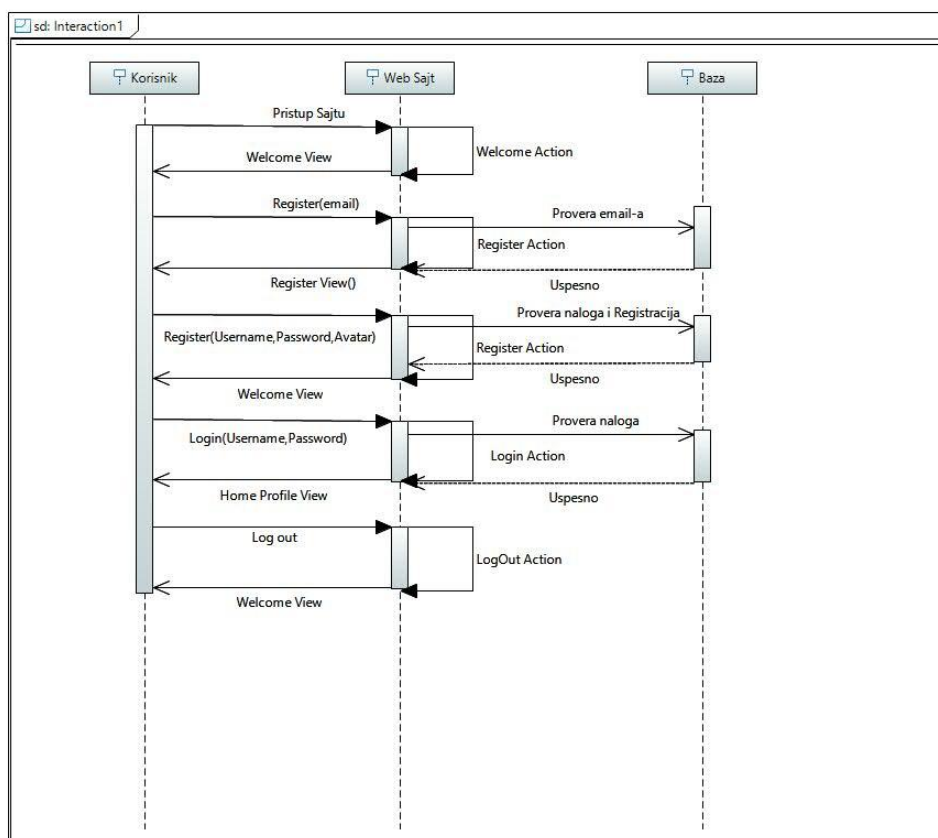 sd: Interaction1
Korisnik
Web Sajt
Baza
Pristup Sajtu
Welcome Action
Welcome View
Register(email)
Provera email-a
Register Action
Register View()
Uspesno
Provera naloga i Registracija
Register(Username,Password,Avatar)
Register Action
Uspesno
Welcome View
Provera naloga
Login(Username,Password)
Login Action
Home Profile View
Uspesno
Log out
LogOut Action
Welcome View